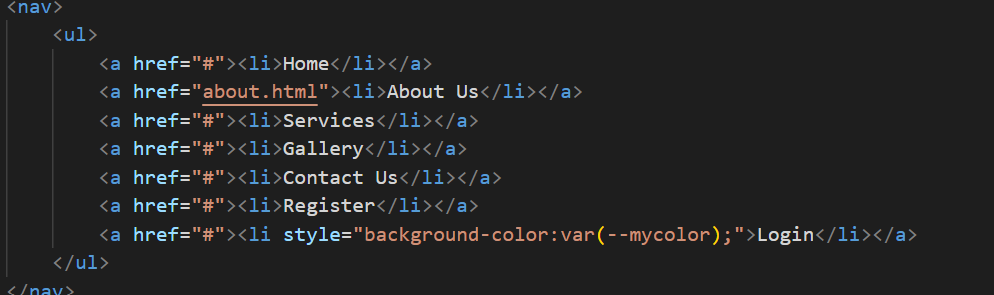 <nav>
<ul>
<a href="#"><li>Home</li></a>
<a href="about.html"><li>About Us</li></a>
<a href="#"><li>Services</li></a>
<a href="#"><li>Gallery</li></a>
<a href="#"><li>Contact Us</li></a>
<a href="#"><li>Register</li></a>
<a href="#"><li style="background-color:var(--mycolor);">Login</li></a>
</ul>
</nav>